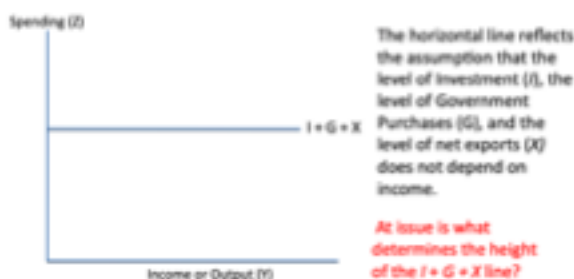 Spending (Z)
The horizontal line reflects
the assumption that the
level of Investment (I), the
level of Government
Purchases (G), and the
level of net exports (X)
does not depend on
income.
I + G + X
At issue is what
determines the height
of the I + G + X line?
Income or Output (Y)